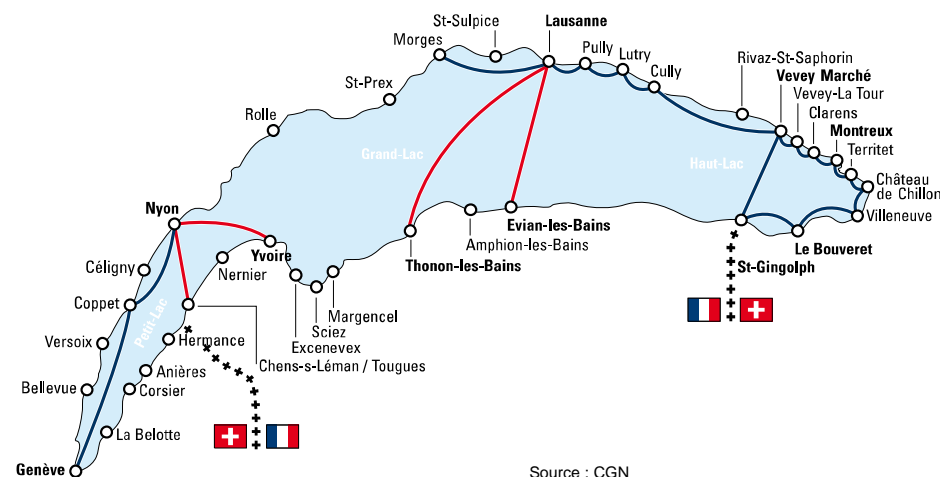 St-Sulpice
Lausanne
Morges
Pully
Lutry
Cully
Rivaz-St-Saphorin
Vevey Marché
Vevey-La Tour
Clarens
Montreux
Territet
Château
de Chillon
Villeneuve
St-Prex
Rolle
Grand-Lac
Haut-Lac
Nyon
Yvoire
Evian-les-Bains
Amphion-les-Bains
Thonon-les-Bains
Le Bouveret
St-Gingolph
Céligny
Nernier
Coppet
Petit-Lac
Margencel
Sciez
Excenevex
Chens-s-Léman / Tougues
Versoix
Hermance
Anières
Bellevue
Corsier
La Belotte
Genève
Source : CGN